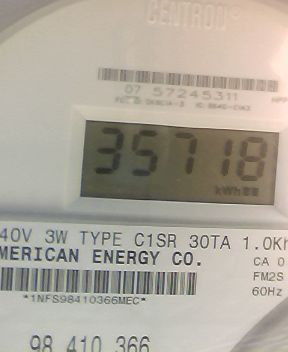 CENTRON®
07 57245311
35718
kWh
40V 3W TYPE C1SR 30TA 1.0Kh
MERICAN ENERGY CO.
CA 0
FM2S
60Hz
*1NFS98410366MEC*
98 410 366